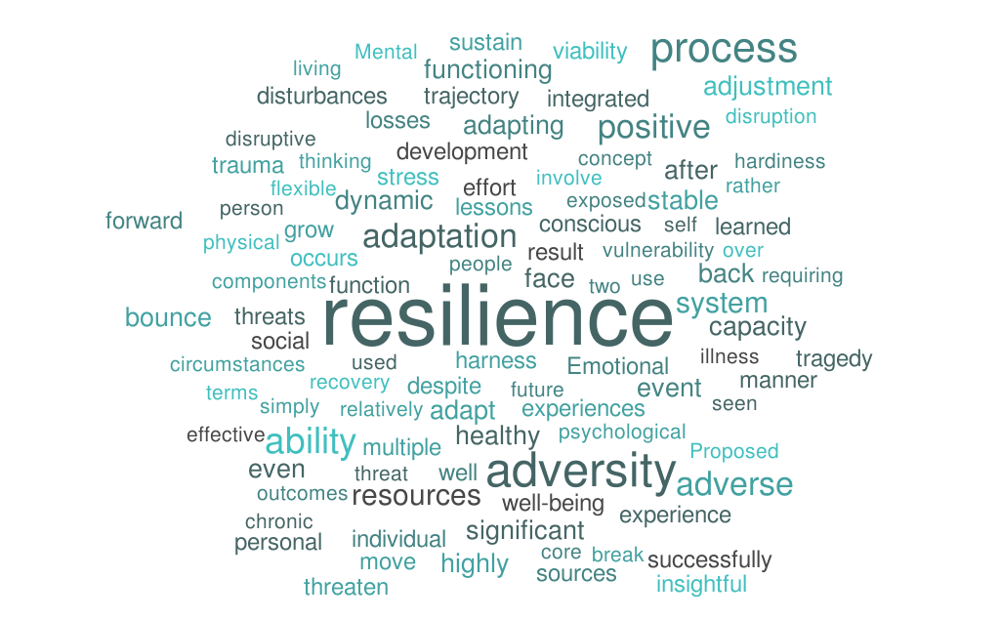 Mental sustain viability process
living functioning adjustment
disturbances trajectory integrated
losses adapting positive disruption
disruptive development concept after hardiness
trauma thinking stress effort involve rather
flexible dynamic lessons exposed stable
forward person conscious self learned
physical grow adaptation result vulnerability over
occurs people face two use back requiring
components function resilience system
bounce threats capacity
social
circumstances used harness Emotional illness tragedy
terms recovery despite future event manner
simply relatively adapt experiences seen
effective ability multiple healthy psychological Proposed
even threat well adversity adverse
outcomes resources well-being experience
chronic
personal individual significant
move highly core break successfully
threaten sources insightful